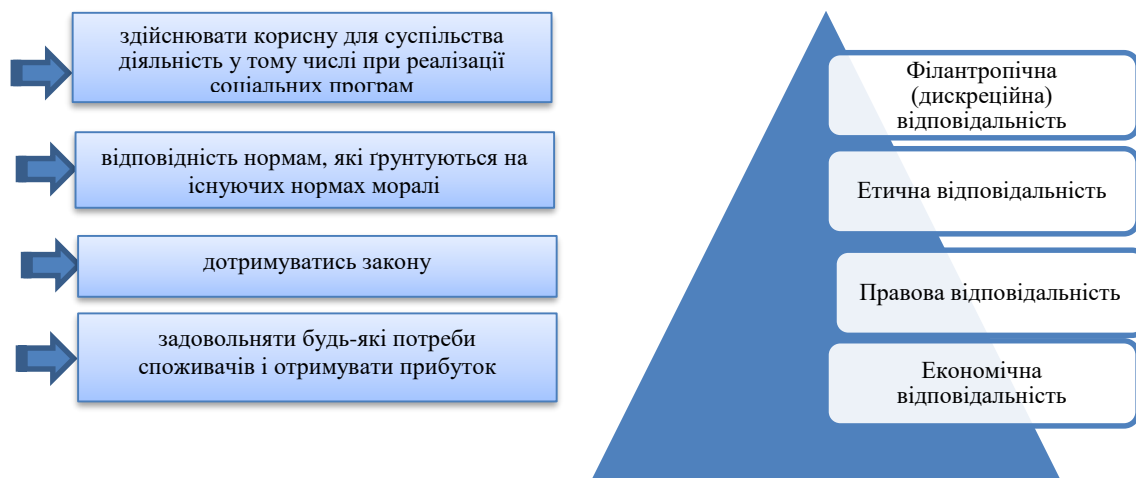 здійснювати корисну для суспільства
діяльність у тому числі при реалізації
соціальних програм
відповідність нормам, які ґрунтуються на
існуючих нормах моралі
дотримуватись закону
задовольняти будь-які потреби
споживачів і отримувати прибуток
Філантропічна
(дискреційна)
відповідальність
Етична відповідальність
Правова відповідальність
Економічна
відповідальність